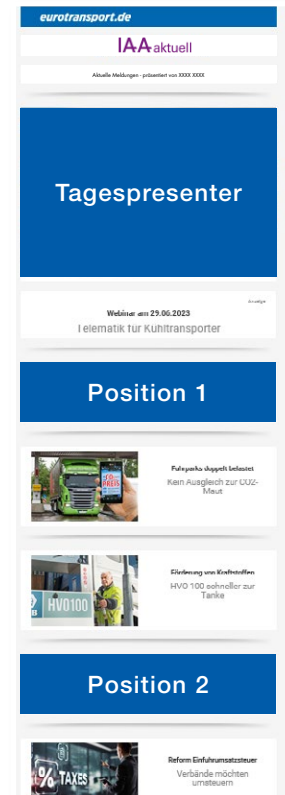 eurotransport.de
IAA aktuell
Aktuelle Meldungen - präsentiert von XXXX XXXX
Tagespresenter
Anzeige
Webinar am 29.06.2023
Telematik für Kühltransporter
Position 1
Fuhrparks doppelt belastet
Kein Ausgleich zur CO2-
Maut
PREIS
Förderung von Kraftstoffen
HVO 100 schneller zur
Tanke
HVO100
Position 2
Reform Einfuhrumsatzsteuer
Verbände möchten
umsteuern
% TAXES